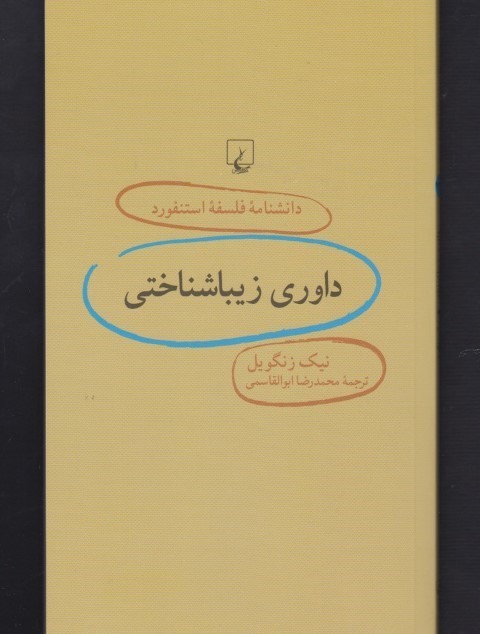 دانشنامهٔ فلسفهٔ استنفورد
داوری زیباشناختی
نیک زنگویل
ترجمهٔ محمدرضا ابوالقاسمی